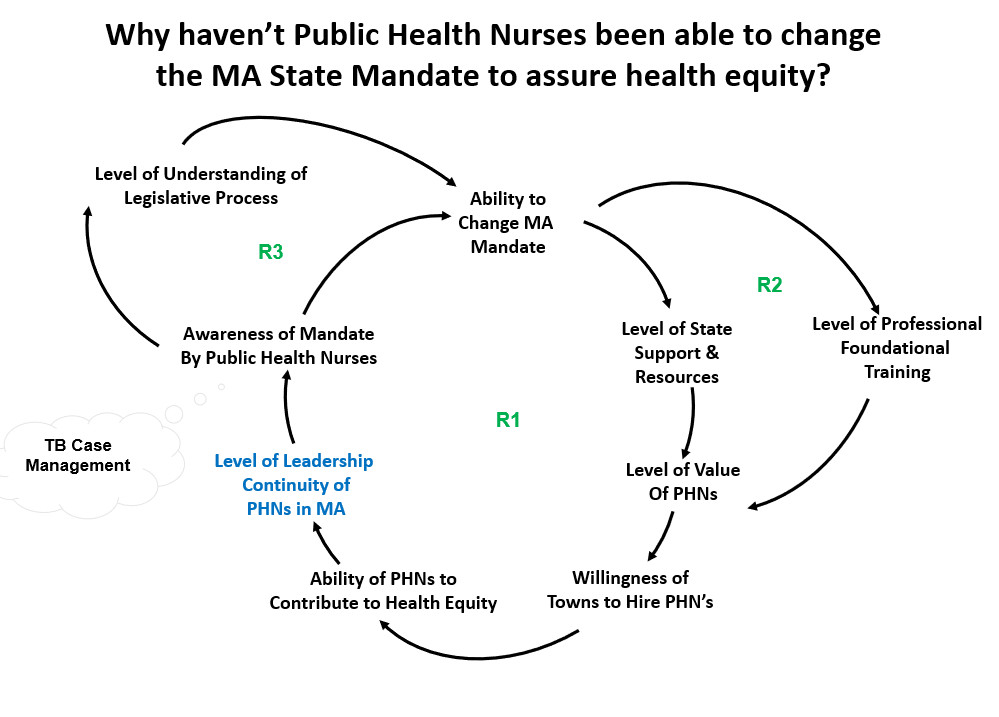 Why haven’t Public Health Nurses been able to change
the MA State Mandate to assure health equity?
Level of Understanding of
Legislative Process
Ability to
Change MA
Mandate
R3
R2
Level of State
Support &
Resources
Level of Professional
Foundational
Training
Awareness of Mandate
By Public Health Nurses
R1
TB Case
Management
Level of Leadership
Continuity of
PHNs in MA
Level of Value
Of PHNs
Ability of PHNs to
Contribute to Health Equity
Willingness of
Towns to Hire PHN’s